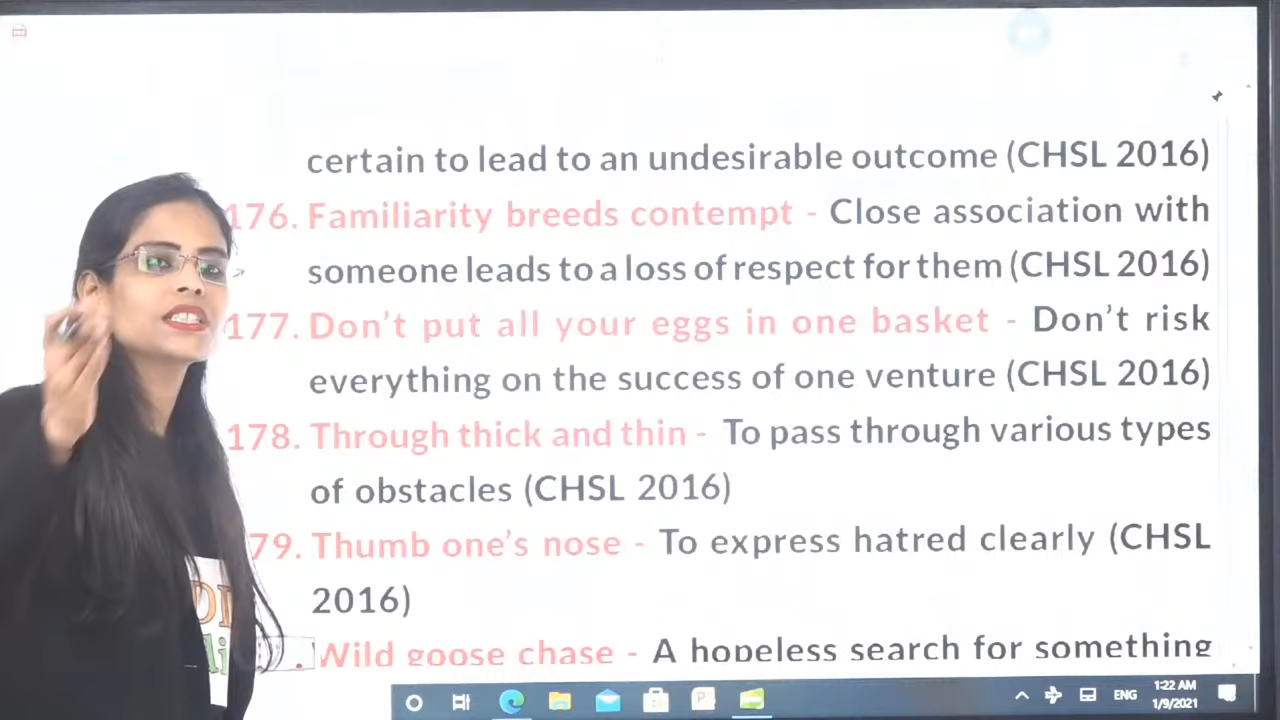 certain to lead to an undesirable outcome (CHSL 2016)
176. Familiarity breeds contempt - Close association with
someone leads to a loss of respect for them (CHSL 2016)
177. Don't put all your eggs in one basket - Don't risk
everything on the success of one venture (CHSL 2016)
178. Through thick and thin - To pass through various types
of obstacles (CHSL 2016)
79. Thumb one's nose - To express hatred clearly (CHSL
2016)
Wild goose chase - A hopeless search for something
ENG
1:22 AM
1/9/2021